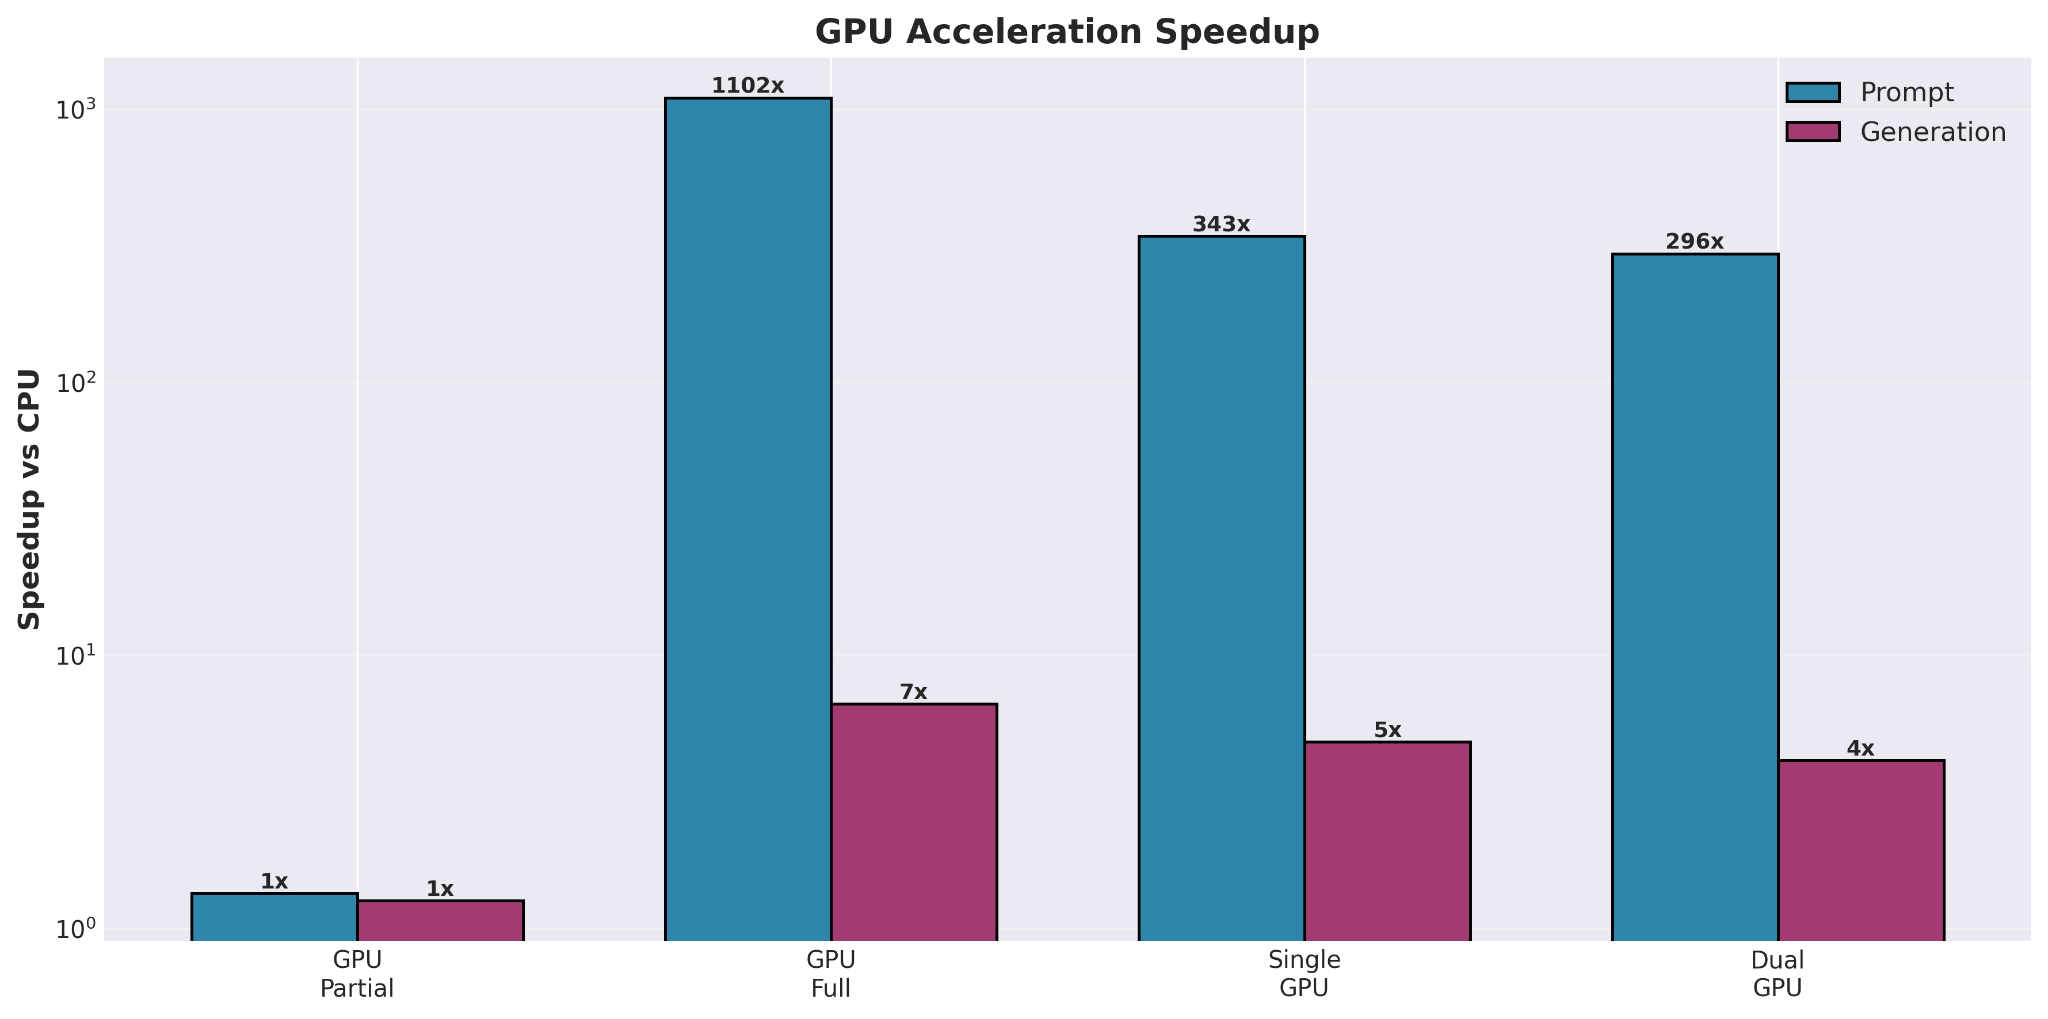 GPU Acceleration Speedup
Prompt
Generation
Speedup vs CPU
10³
10²
10¹
10⁰
1x
1x
1102x
7x
343x
5x
296x
4x
GPU
Partial
GPU
Full
Single
GPU
Dual
GPU